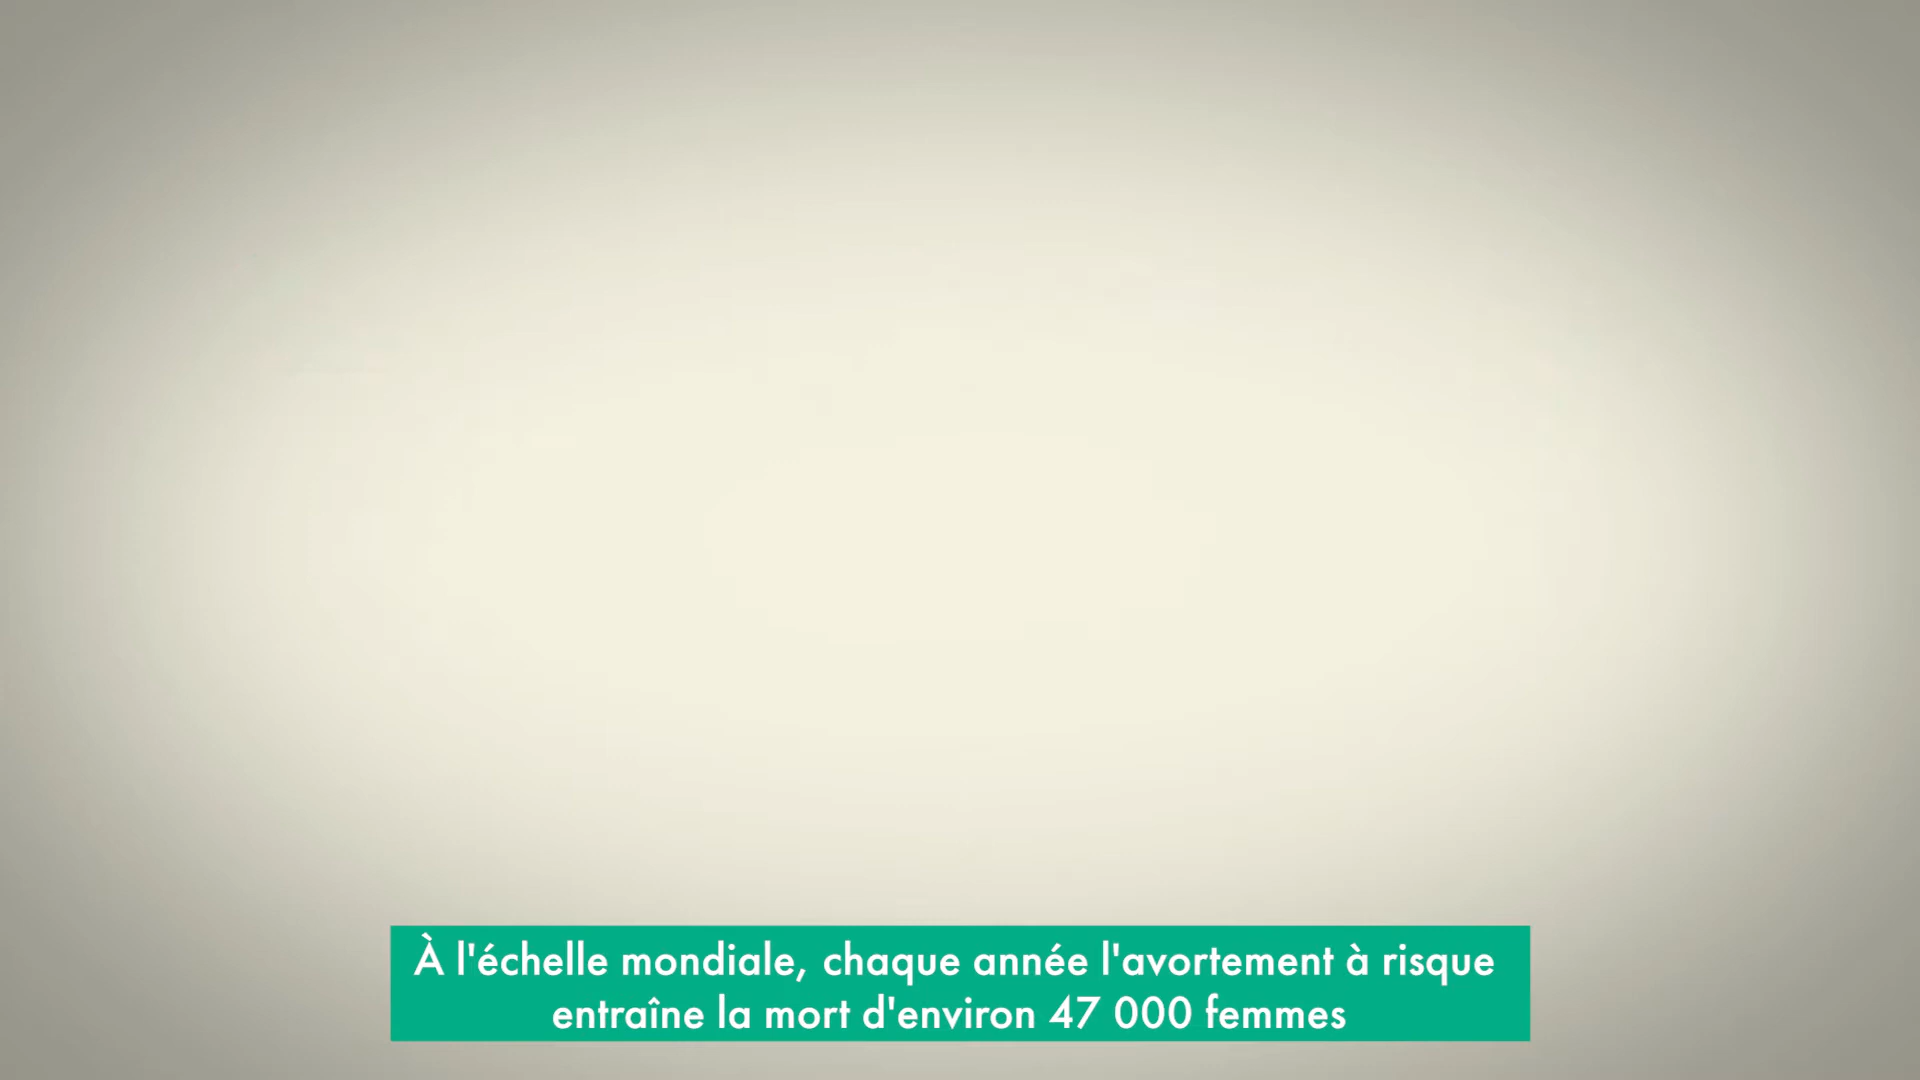 À l'échelle mondiale, chaque année l'avortement à risque
entraîne la mort d'environ 47 000 femmes